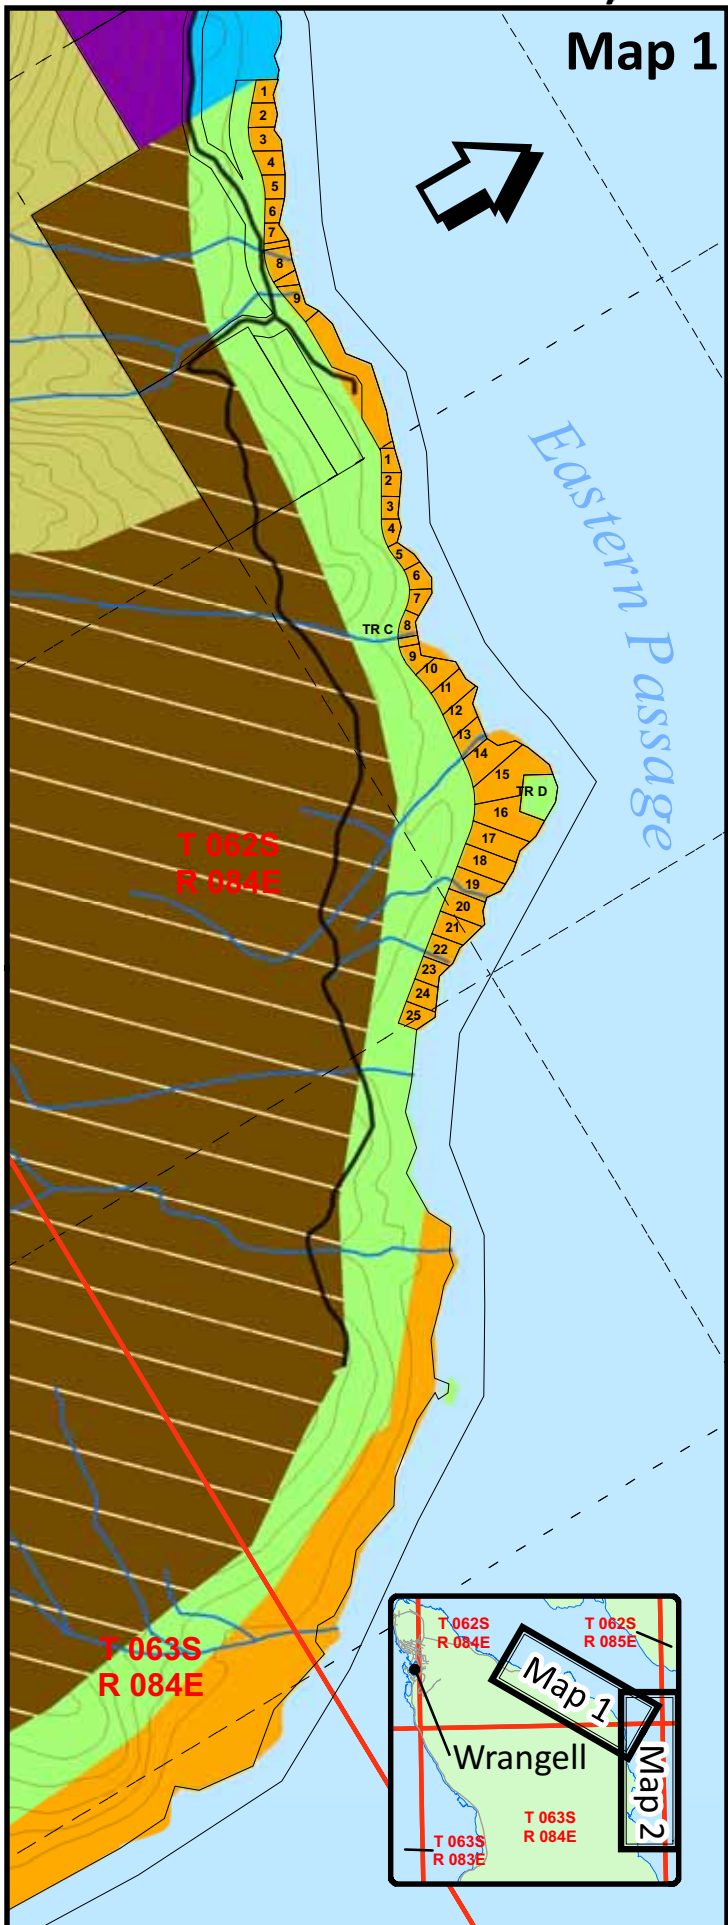 Map 1
1
2
3
4
5
6
7
8
9
Eastern Passage
1
2
3
4
5
6
7
8
TR C
9
10
11
12
13
14
15
TR D
16
17
18
19
20
21
22
23
24
25
T 062S
R 084E
T 063S
R 084E
T 062S
R 084E
T 062S
R 085E
Map 1
Wrangell
Map 2
T 063S
R 084E
T 063S
R 083E